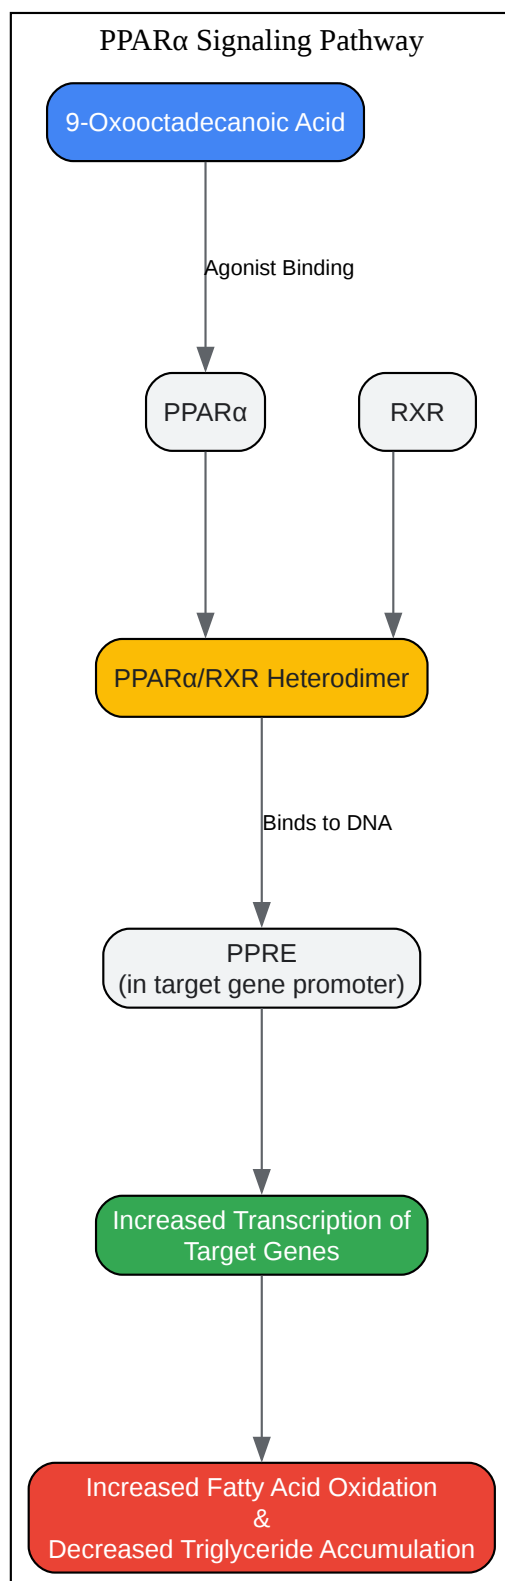 PPARα Signaling Pathway
9-Oxooctadecanoic Acid
Agonist Binding
PPARα
RXR
PPARα/RXR Heterodimer
Binds to DNA
PPRE
(in target gene promoter)
Increased Transcription of
Target Genes
Increased Fatty Acid Oxidation
&
Decreased Triglyceride Accumulation